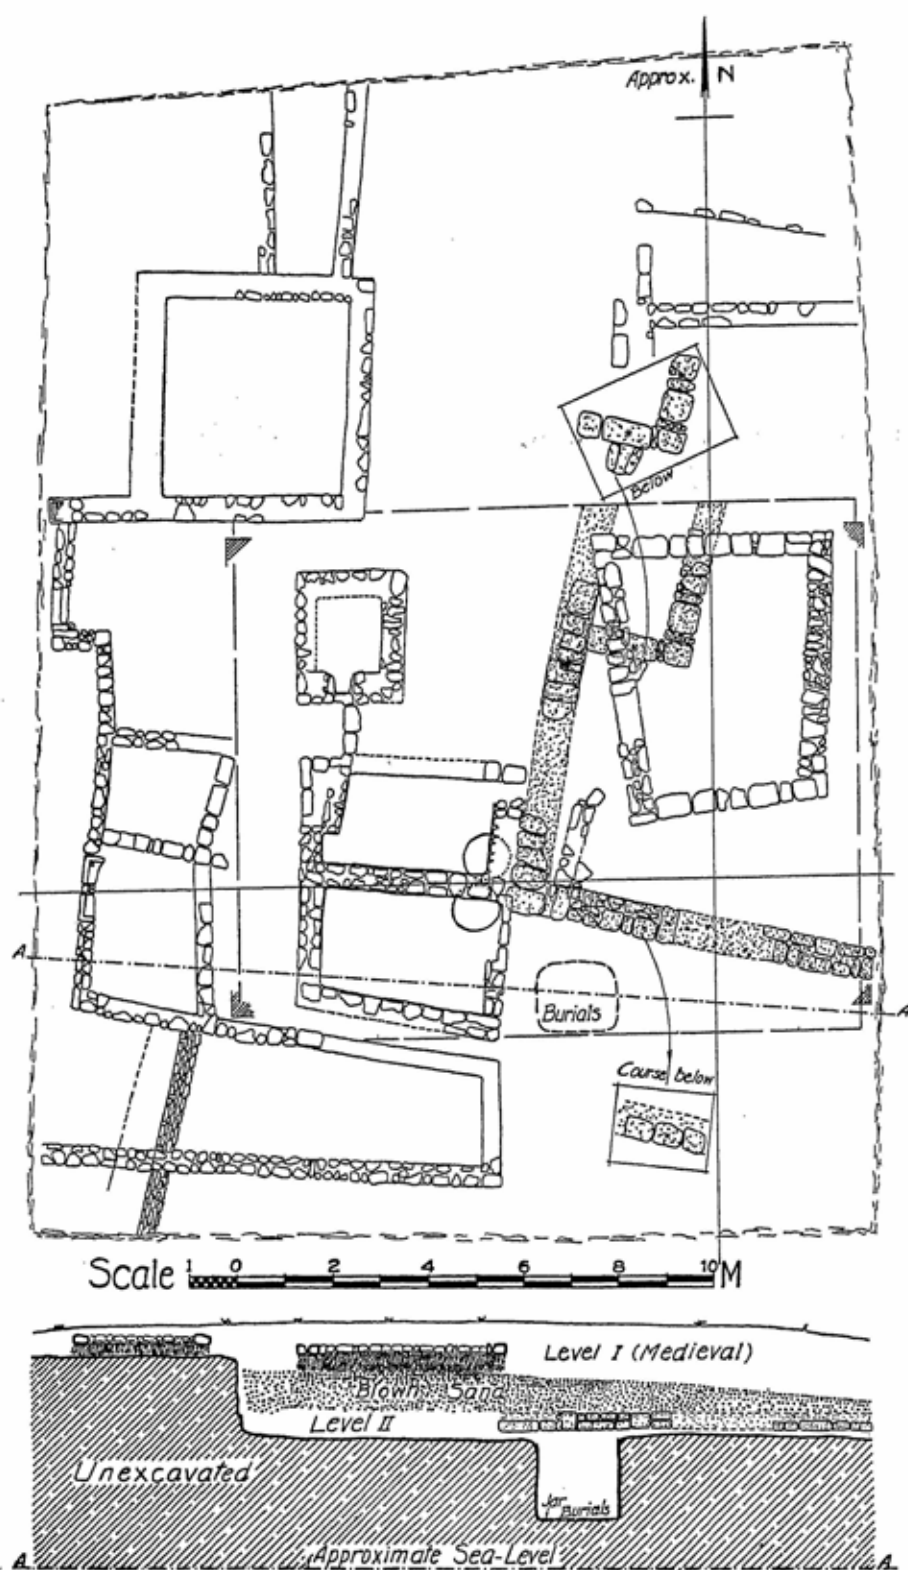 Approx. N
Below
A
A
Burials
Course below
Scale 1 0 2 4 6 8 10 M
Level I (Medieval)
Blown Sand
Level II
Unexcavated
Jar
Burials
A Approximate Sea-Level A